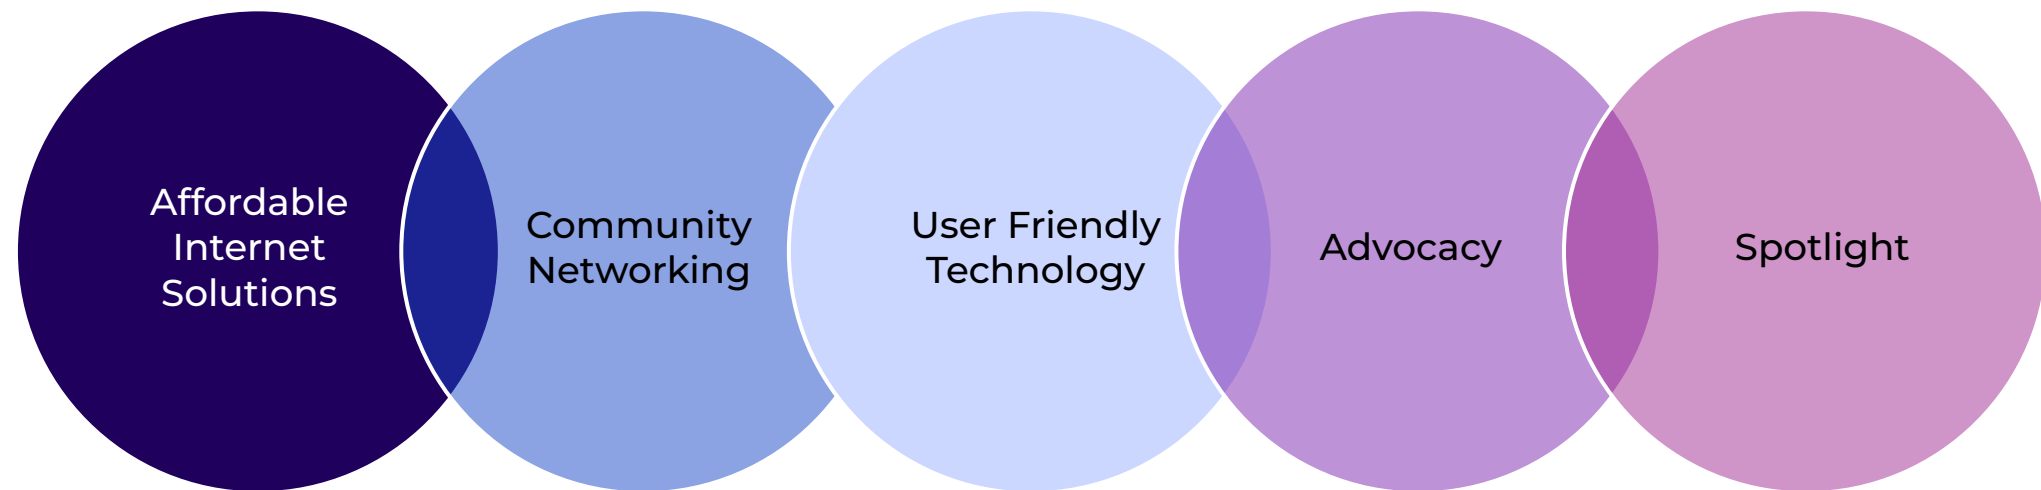 Affordable
Internet
Solutions
Community
Networking
User Friendly
Technology
Advocacy
Spotlight